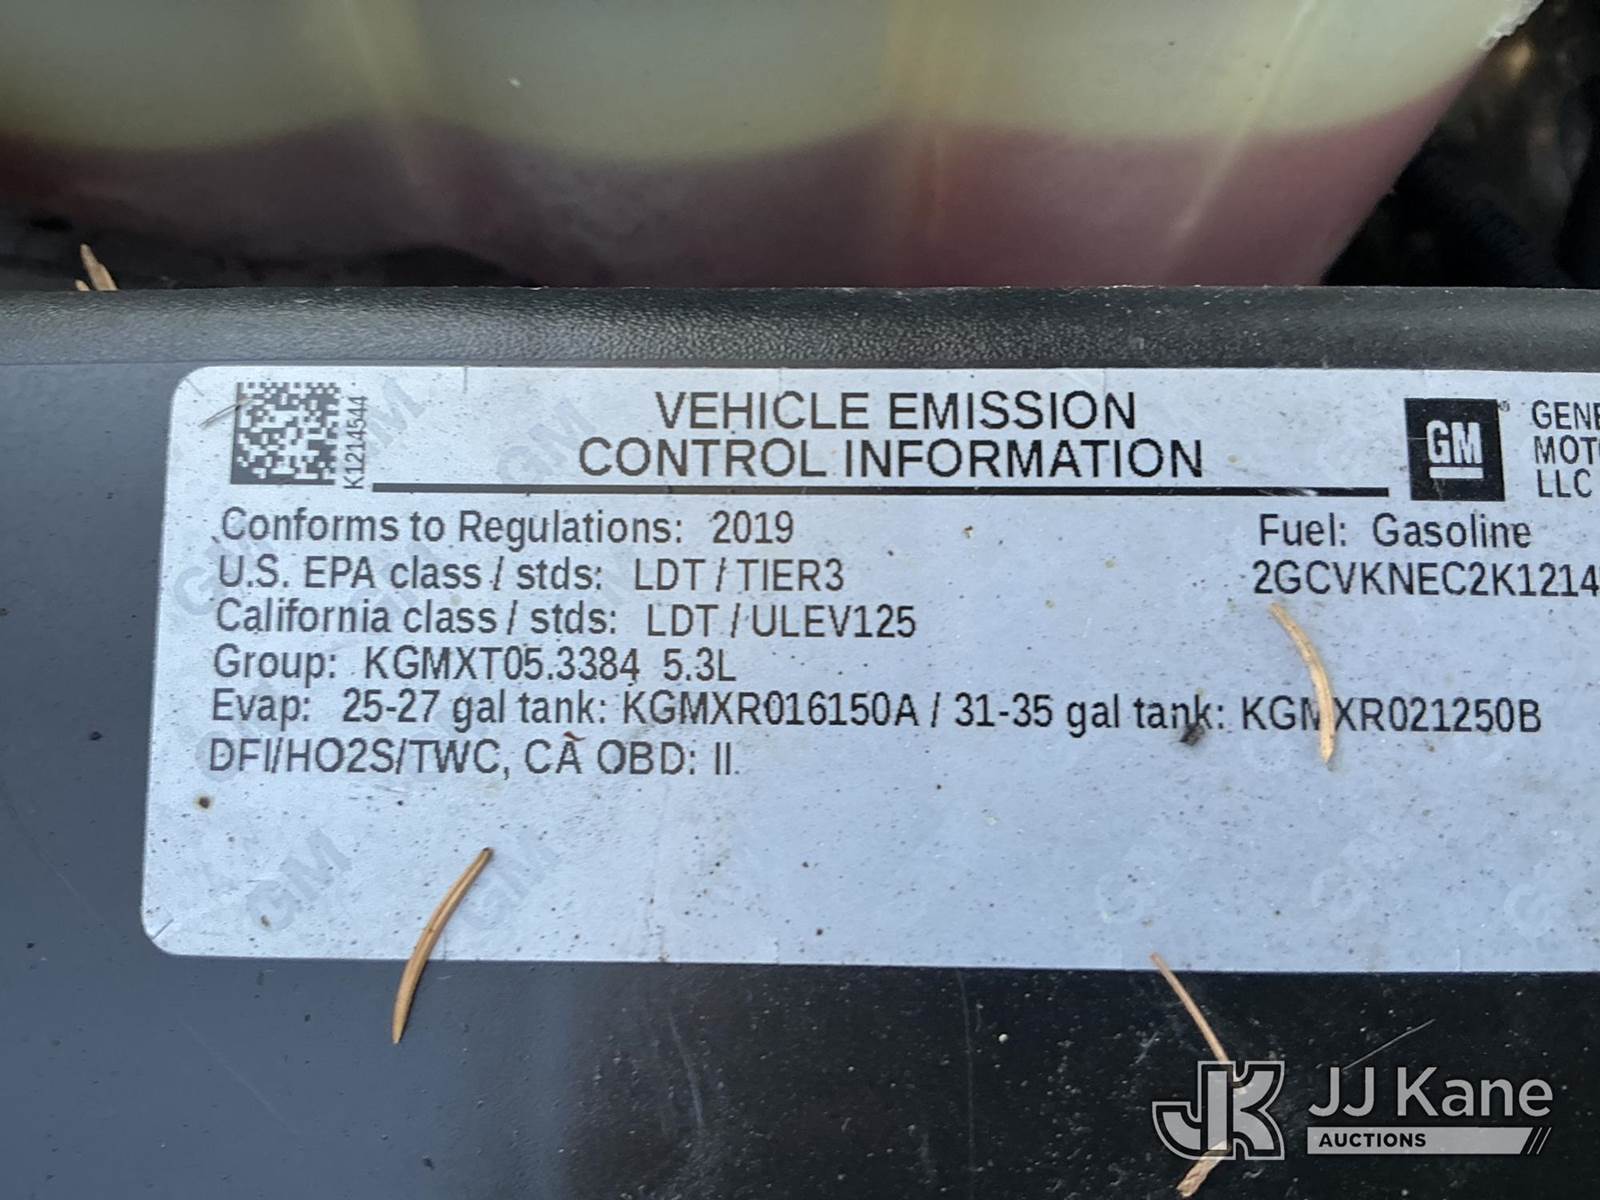 K1214544
VEHICLE EMISSION
CONTROL INFORMATION
GM
GENE
MOT
LLC
Conforms to Regulations: 2019
Fuel: Gasoline
U.S. EPA class / stds: LDT / TIER3
2GCVKNEC2K1214
California class / stds: LDT / ULEV125
Group: KGMXT05.3384 5.3L
Evap: 25-27 gal tank: KGMXR016150A / 31-35 gal tank: KGMXR021250B
DFI/HO2S/TWC, CA OBD: II.
JK JJ Kane
AUCTIONS